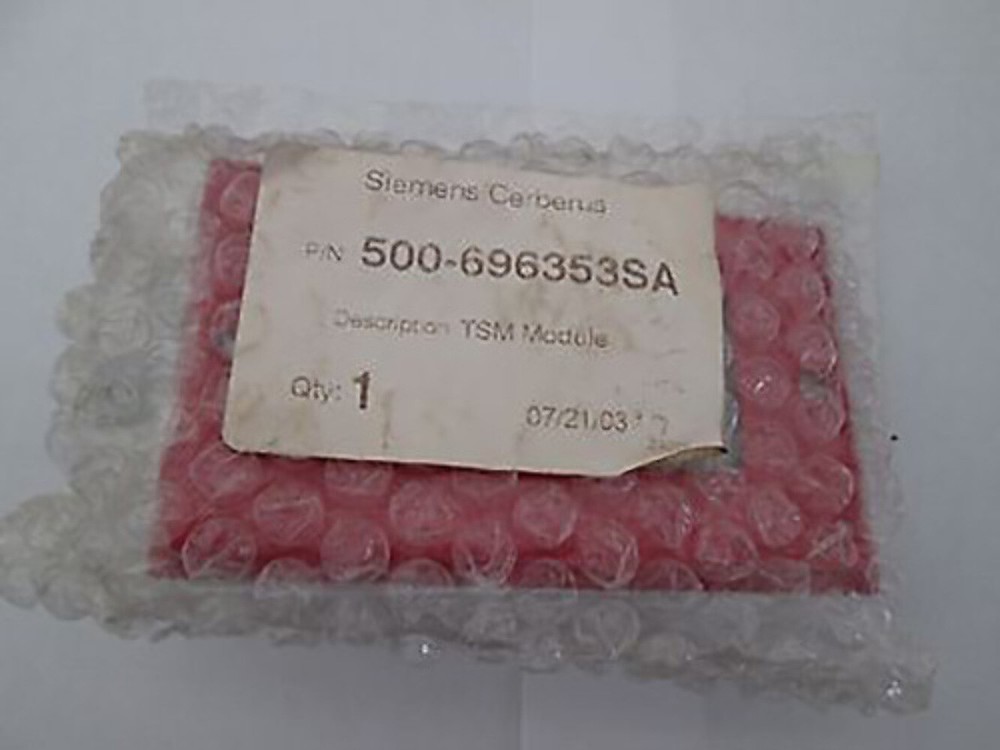 Siemens Cerberus
P/N 500-696353SA
Description TSM Module
Qty: 1
07/21/03